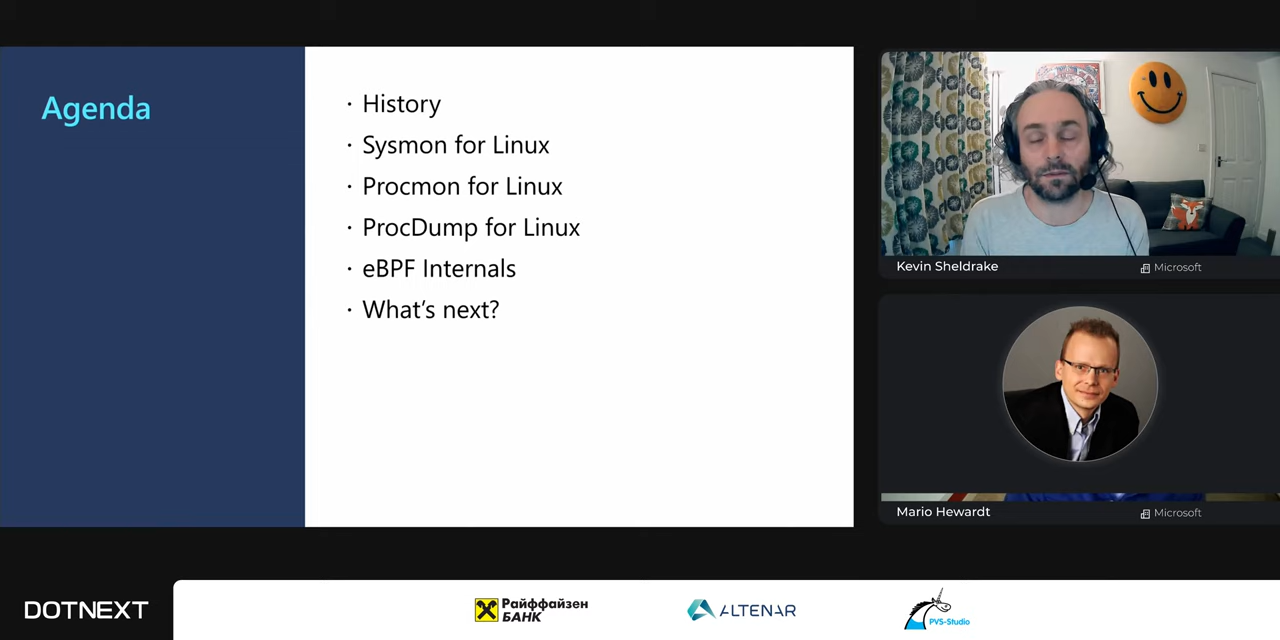 Agenda
· History
· Sysmon for Linux
· Procmon for Linux
· ProcDump for Linux
· eBPF Internals
· What's next?
Kevin Sheldrake
Microsoft
Mario Hewardt
Microsoft
DOTNEXT
Райффайзен
БАНК
ALTENAR
PVS-Studio